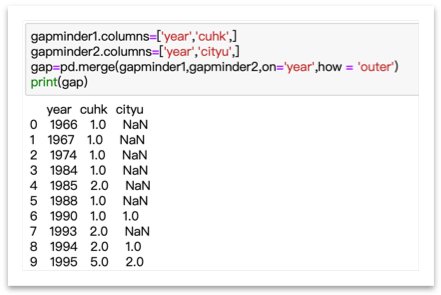 gapminder1.columns=['year','cuhk',]
gapminder2.columns=['year','cityu',]
gap=pd.merge(gapminder1,gapminder2,on='year',how = 'outer')
print(gap)
year cuhk cityu
0 1966 1.0 NaN
1 1967 1.0 NaN
2 1974 1.0 NaN
3 1984 1.0 NaN
4 1985 2.0 NaN
5 1988 1.0 NaN
6 1990 1.0 1.0
7 1993 2.0 NaN
8 1994 2.0 1.0
9 1995 5.0 2.0